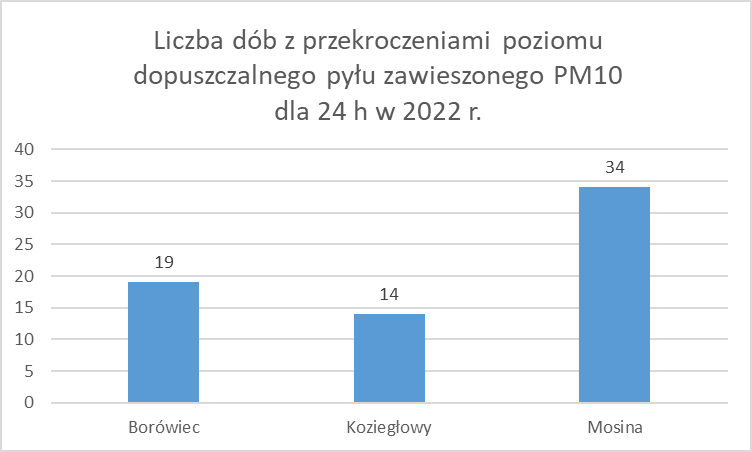 Liczba dób z przekroczeniami poziomu
dopuszczalnego pyłu zawieszonego PM10
dla 24 h w 2022 r.
40
35
30
25
20
15
10
5
0
19
14
34
Borówiec
Koziegłowy
Mosina